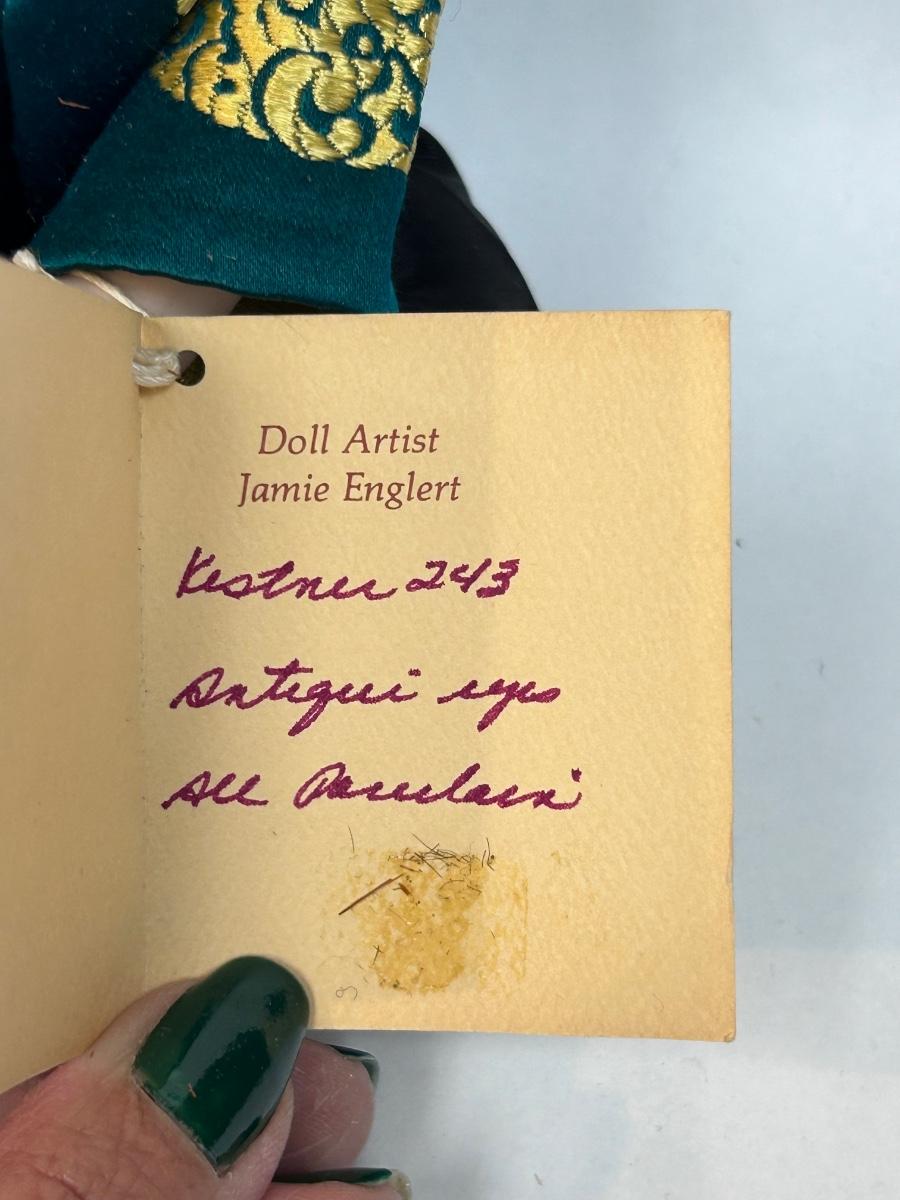 Doll Artist
Jamie Englert
Kestner 243
Antique eyes
All Porcelain